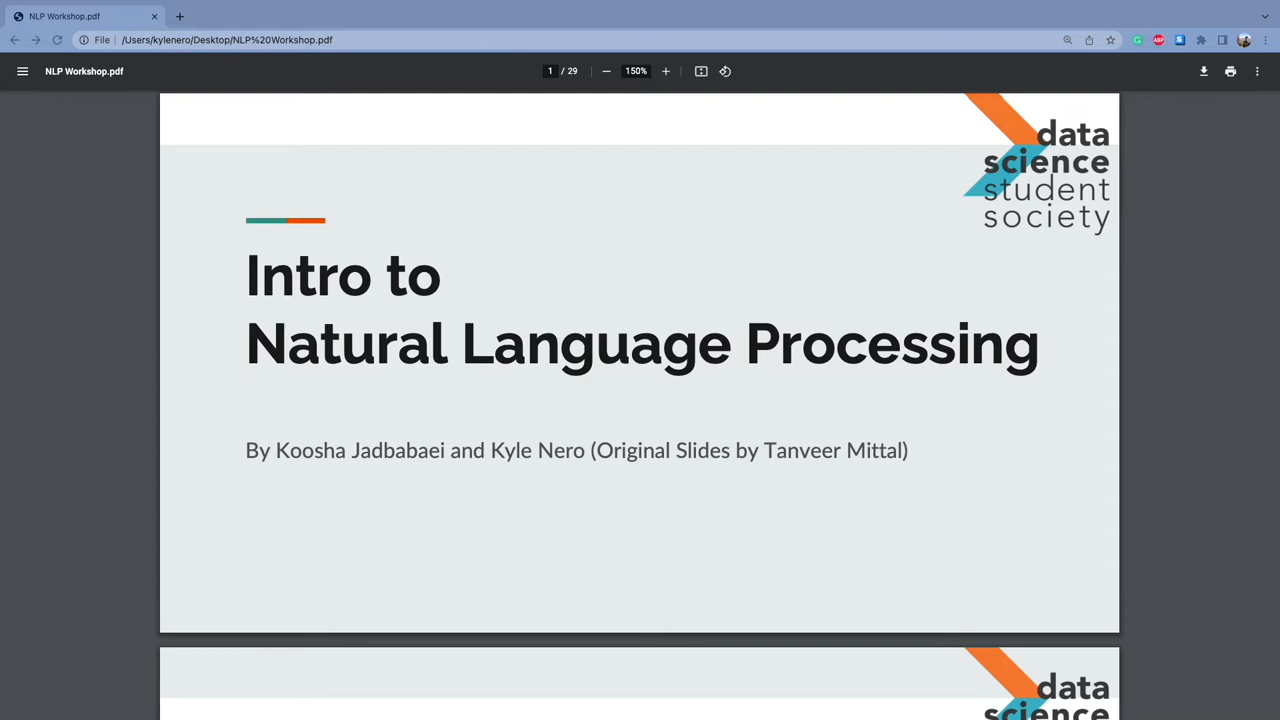 NLP Workshop.pdf
File
/Users/kylenero/Desktop/NLP%20Workshop.pdf
ABP
S
NLP Workshop.pdf
1 / 29
150%
data
science
student
society
Intro to
Natural Language Processing
By Koosha Jadbabaei and Kyle Nero (Original Slides by Tanveer Mittal)
data
science